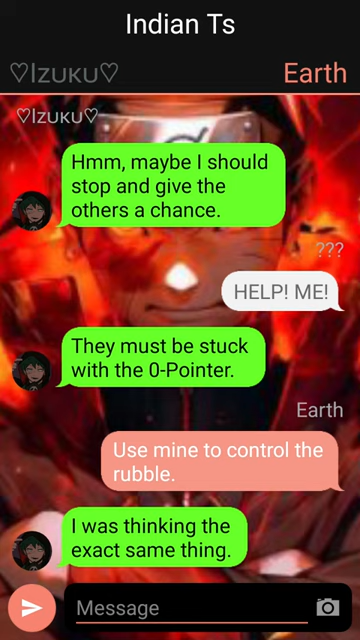 Indian Ts
♡Izuku♡
Earth
♡Izuku♡
Hmm, maybe I should
stop and give the
others a chance.
???
HELP! ME!
They must be stuck
with the 0-Pointer.
Earth
Use mine to control the
rubble.
I was thinking the
exact same thing.
Message